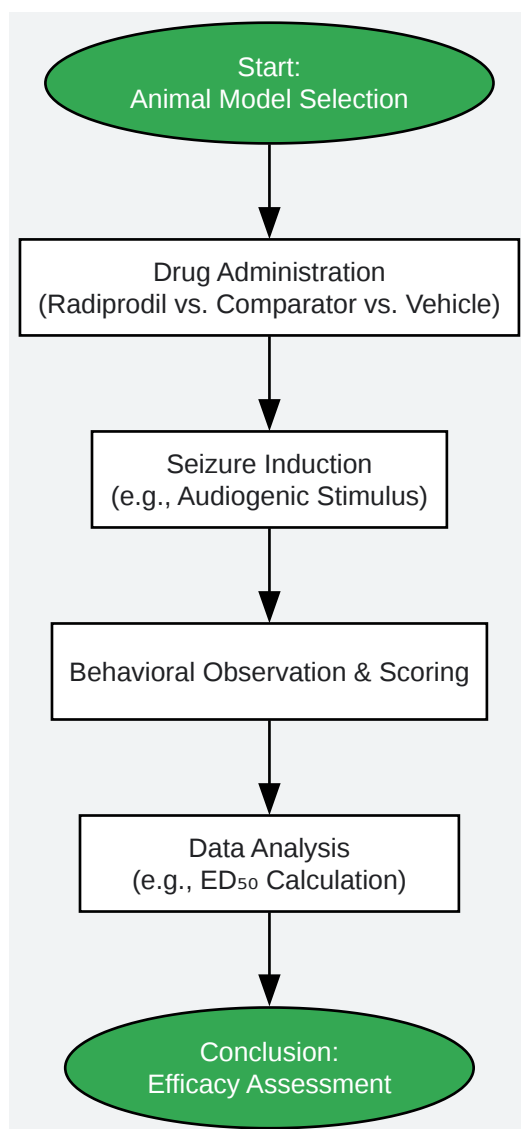 Start:
Animal Model Selection
Drug Administration
(Radiprodil vs. Comparator vs. Vehicle)
Seizure Induction
(e.g., Audiogenic Stimulus)
Behavioral Observation & Scoring
Data Analysis
(e.g., ED₅₀ Calculation)
Conclusion:
Efficacy Assessment